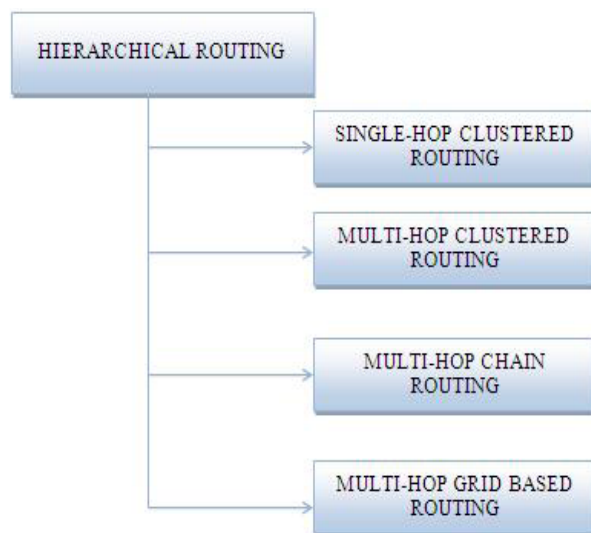 HIERARCHICAL ROUTING
SINGLE-HOP CLUSTERED
ROUTING
MULTI-HOP CLUSTERED
ROUTING
MULTI-HOP CHAIN
ROUTING
MULTI-HOP GRID BASED
ROUTING